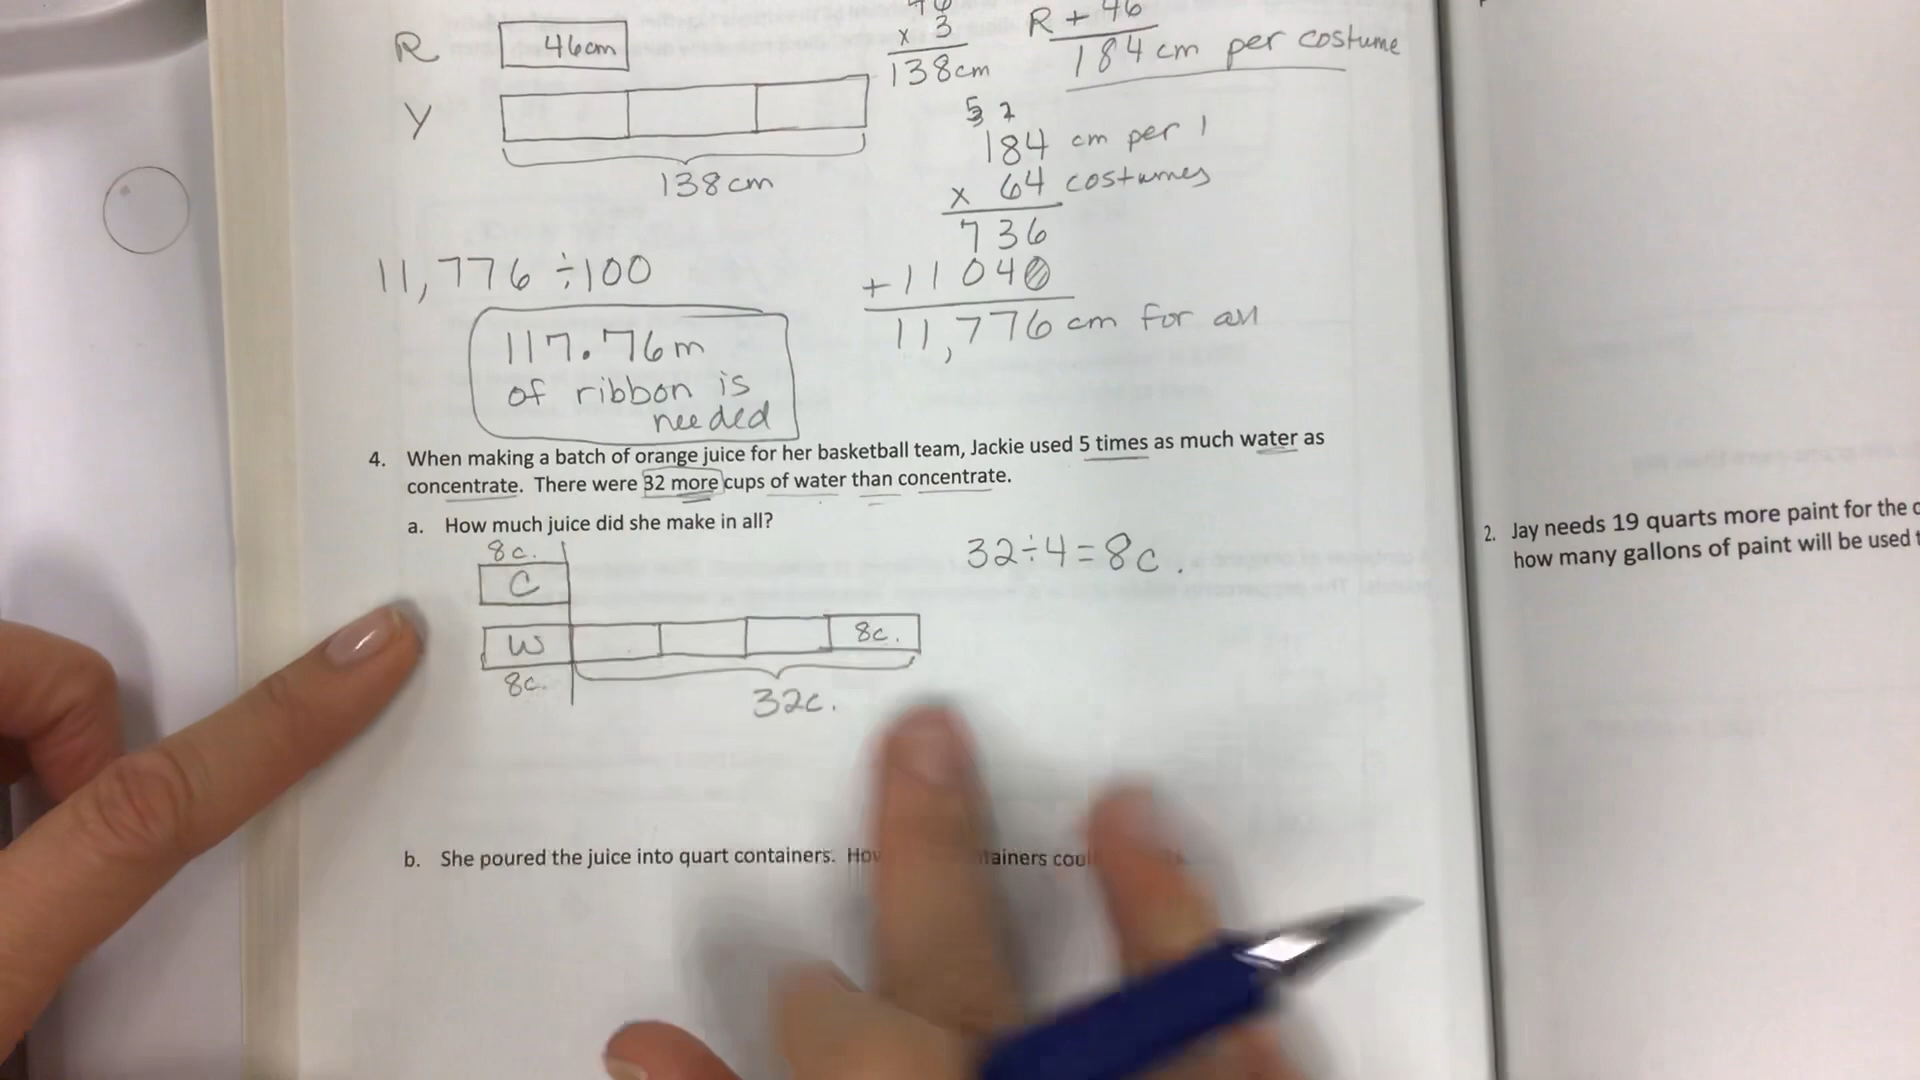 R 46cm
x 3
138cm
R + 46
184 cm per costume
Y
138cm
5 2
184 cm per 1
x 64 costumes
736
+11 040
11,776 cm for all
11,776 ÷100
117.76m
of ribbon is
needed
4. When making a batch of orange juice for her basketball team, Jackie used 5 times as much water as
concentrate. There were 32 more cups of water than concentrate.
a. How much juice did she make in all?
8c.
C
32÷4=8c.
W 8c.
8c.
32c.
b. She poured the juice into quart containers.
2. Jay needs 19 quarts more paint for the
how many gallons of paint will be used